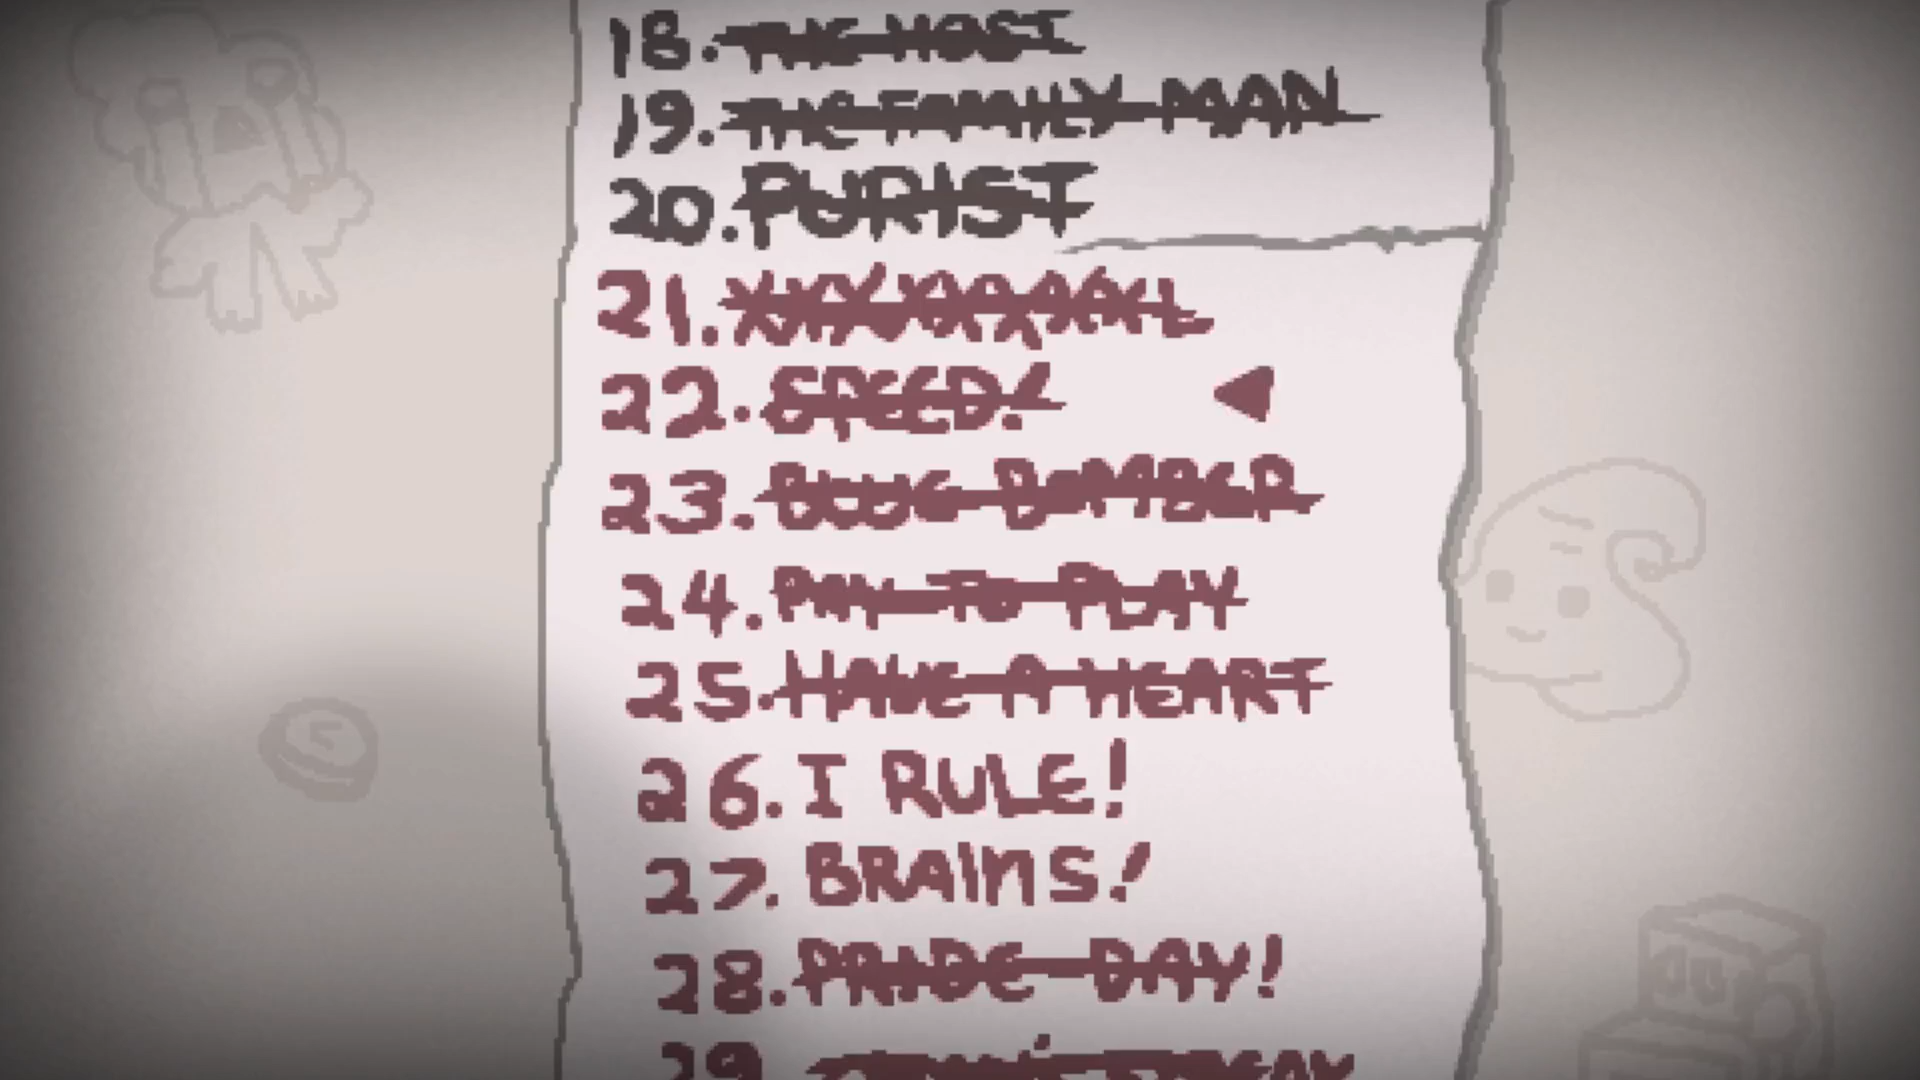 18. THE HOST
19. THE FAMILY MAN
20. PURIST
21. XXXXXXXXL
22. SPEED!
23. BLUE BOMBER
24. PAY TO PLAY
25. HAVE A HEART
26. I RULE!
27. BRAINS!
28. PRIDE DAY!
29.